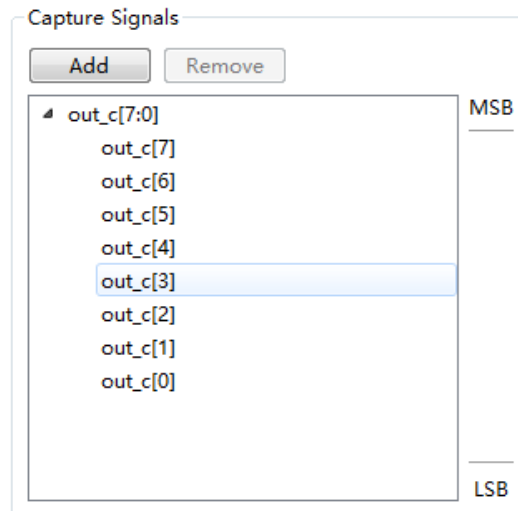 Capture Signals
Add Remove
out_c[7:0] MSB
out_c[7]
out_c[6]
out_c[5]
out_c[4]
out_c[3]
out_c[2]
out_c[1]
out_c[0]
LSB